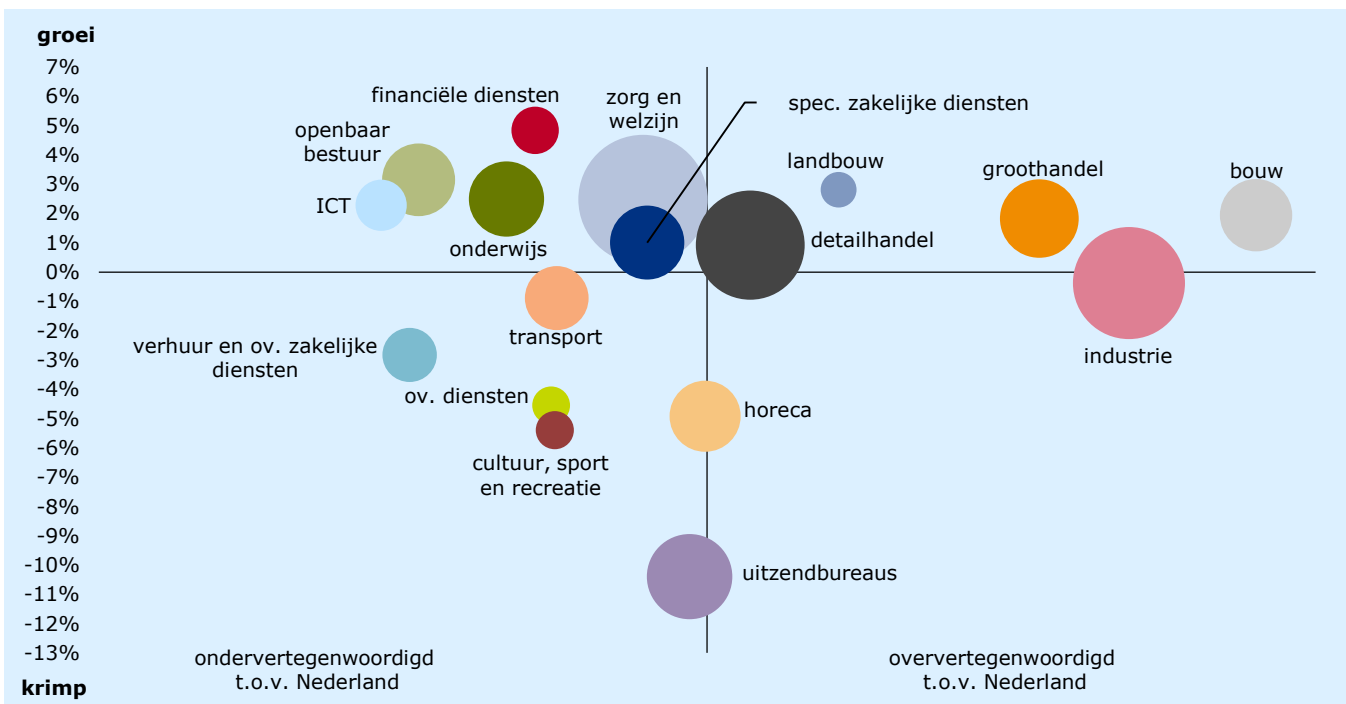 groei
7%
6%
5%
4%
3%
2%
1%
0%
-1%
-2%
-3%
-4%
-5%
-6%
-7%
-8%
-9%
-10%
-11%
-12%
-13%
krimp
financiële diensten
zorg en
welzijn
spec. zakelijke diensten
openbaar
bestuur
ICT
onderwijs
landbouw
groothandel
bouw
detailhandel
transport
industrie
verhuur en ov. zakelijke
diensten
ov. diensten
horeca
cultuur, sport
en recreatie
uitzendbureaus
ondervertegenwoordigd
t.o.v. Nederland
oververtegenwoordigd
t.o.v. Nederland